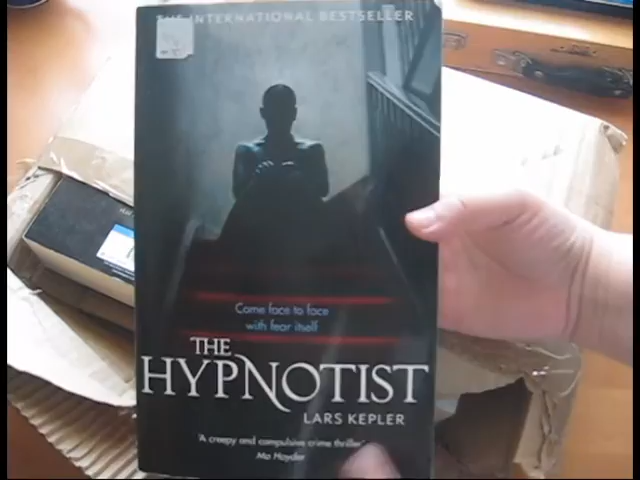 THE INTERNATIONAL BESTSELLER
Come face to face
with fear itself
THE
HYPNOTIST
LARS KEPLER
'A creepy and compulsive crime thriller'
Mo Hayder